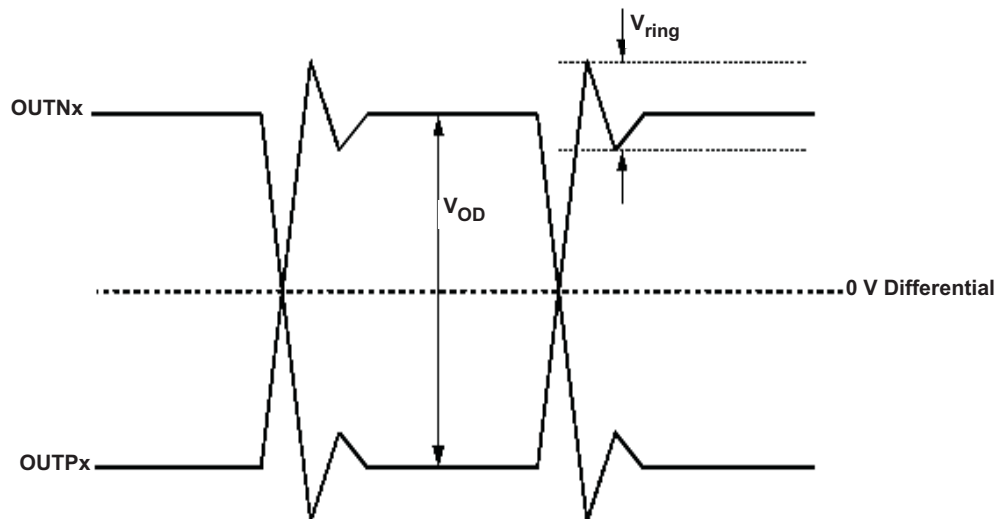 Vring
OUTNx
VOD
0 V Differential
OUTPx